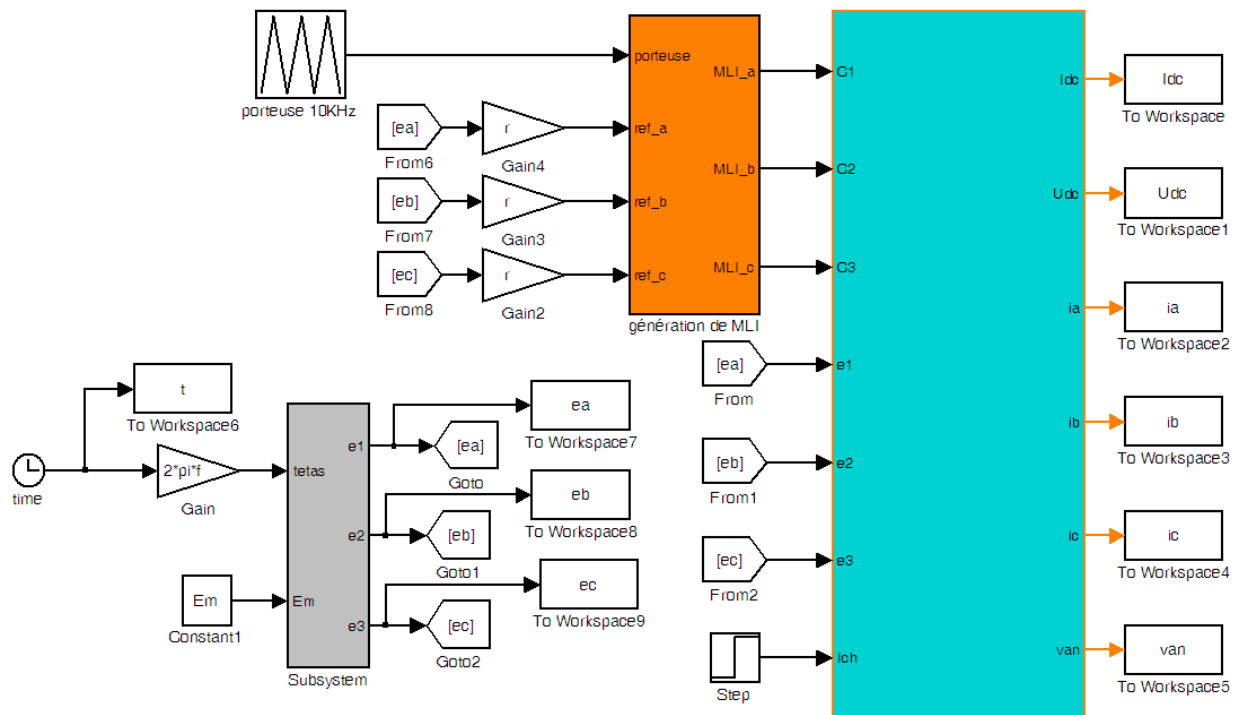 porteuse 10KHz
[ea]
From6
r
Gain4
[eb]
From7
r
Gain3
[ec]
From8
r
Gain2
porteuse
ref_a
ref_b
ref_c
MLI_a
MLI_b
MLI_c
génération de MLI
C1
C2
C3
e1
e2
e3
Ich
Idc
Udc
ia
ib
ic
van
Idc
To Workspace
Udc
To Workspace1
ia
To Workspace2
ib
To Workspace3
ic
To Workspace4
van
To Workspace5
[ea]
From
[eb]
From1
[ec]
From2
Step
t
To Workspace6
time
2*pi*f
Gain
Em
Constant1
tetas
Em
e1
e2
e3
Subsystem
ea
To Workspace7
[ea]
Goto
eb
To Workspace8
[eb]
Goto1
ec
To Workspace9
[ec]
Goto2